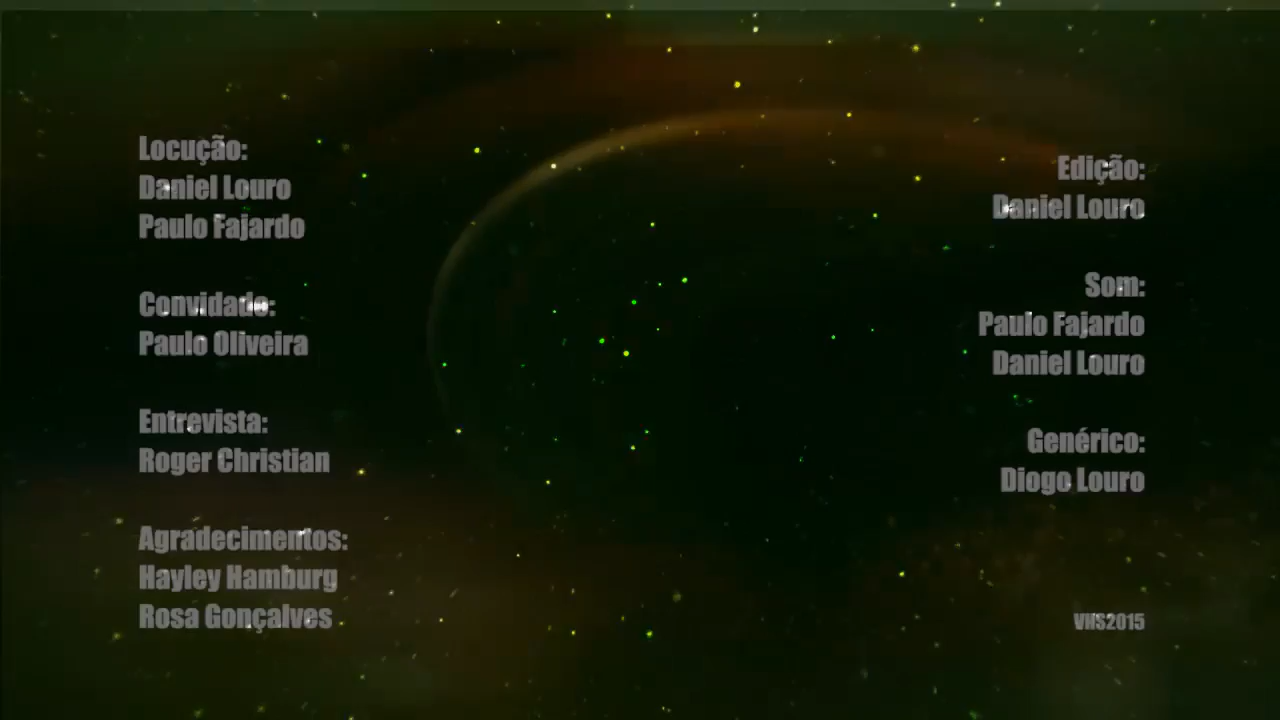 Locução:
Daniel Louro
Paulo Fajardo
Convidado:
Paulo Oliveira
Entrevista:
Roger Christian
Agradecimentos:
Hayley Hamburg
Rosa Gonçalves
Edição:
Daniel Louro
Som:
Paulo Fajardo
Daniel Louro
Genérico:
Diogo Louro
VHS2015